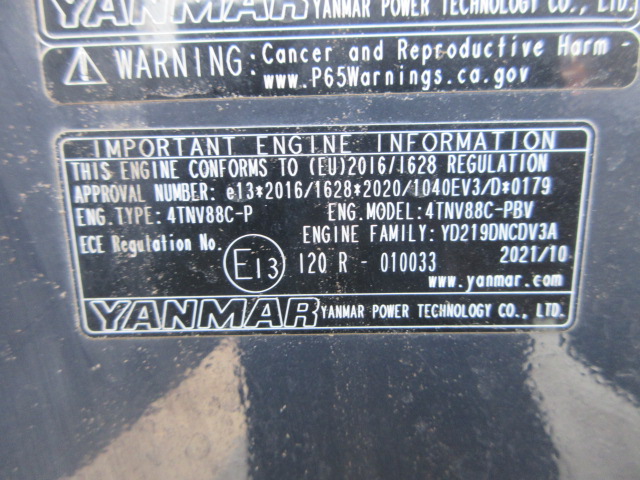 YANMAR YANMAR POWER TECHNOLOGY CO., LTD.
WARNING: Cancer and Reproductive Harm -
www.P65Warnings.ca.gov
IMPORTANT ENGINE INFORMATION
THIS ENGINE CONFORMS TO (EU)2016/1628 REGULATION
APPROVAL NUMBER: e13*2016/1628*2020/1040EV3/D*0179
ENG.TYPE: 4TNV88C-P ENG.MODEL: 4TNV88C-PBV
ENGINE FAMILY: YD219DNCDV3A
ECE Regulation No. E13 120 R - 010033 2021/10
www.yanmar.com
YANMAR YANMAR POWER TECHNOLOGY CO., LTD.